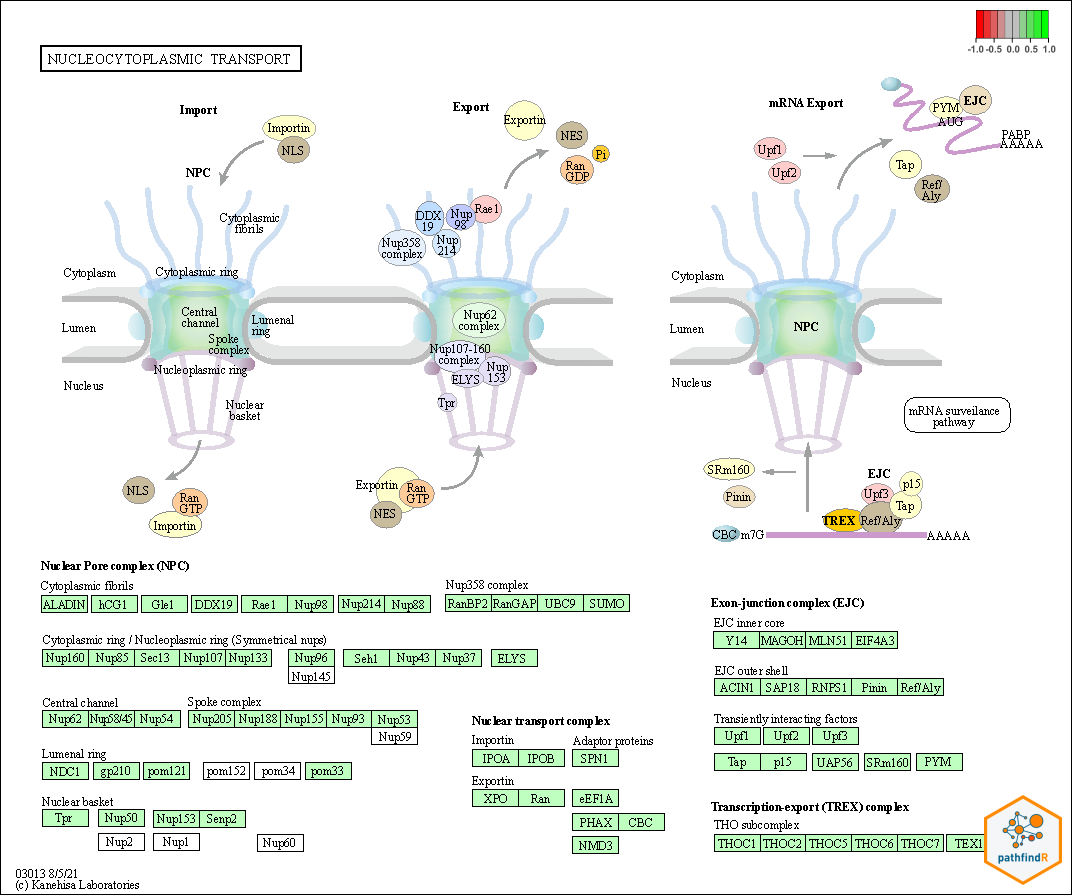 -1.0 -0.5 0.0 0.5 1.0
NUCLEOCYTOPLASMIC TRANSPORT
Import
Importin
NLS
NPC
Cytoplasmic
fibrils
Cytoplasm
Cytoplasmic ring
Lumen
Central
channel
Lumenal
ring
Spoke
complex
Nucleoplasmic ring
Nucleus
Nuclear
basket
NLS
Ran
GTP
Importin
Export
Exportin
NES
Pi
Ran
GDP
DDX
19
Nup
98
Rae1
Nup358
complex
Nup
214
Nup62
complex
Nup107-160
complex
Nup
153
ELYS
Tpr
Exportin
Ran
GTP
NES
mRNA Export
PYM
EJC
AUG
PABP
AAAAA
Upf1
Upf2
Tap
Ref/
Aly
Cytoplasm
Lumen
NPC
Nucleus
mRNA surveilance
pathway
SRm160
Pinin
EJC
Upf3
p15
Tap
TREX
Ref/Aly
CBC
m7G
AAAAA
Nuclear Pore complex (NPC)
Cytoplasmic fibrils
ALADIN hCG1 Gle1 DDX19 Rae1 Nup98 Nup214 Nup88
Nup358 complex
RanBP2 RanGAP UBC9 SUMO
Cytoplasmic ring / Nucleoplasmic ring (Symmetrical nups)
Nup160 Nup85 Sec13 Nup107 Nup133 Nup96 Seh1 Nup43 Nup37 ELYS
Nup145
Central channel
Nup62 Nup58/45 Nup54
Spoke complex
Nup205 Nup188 Nup155 Nup93 Nup53
Nup59
Lumenal ring
NDC1 gp210 pom121 pom152 pom34 pom33
Nuclear basket
Tpr Nup50 Nup153 Senp2
Nup2 Nup1 Nup60
Nuclear transport complex
Importin
IPOA IPOB
Adaptor proteins
SPN1
Exportin
XPO Ran eEF1A
PHAX CBC
NMD3
Exon-junction complex (EJC)
EJC inner core
Y14 MAGOH MLN51 EIF4A3
EJC outer shell
ACIN1 SAP18 RNPS1 Pinin Ref/Aly
Transiently interacting factors
Upf1 Upf2 Upf3
Tap p15 UAP56 SRm160 PYM
Transcription-export (TREX) complex
THO subcomplex
THOC1 THOC2 THOC5 THOC6 THOC7 TEX1
pathfindR
03013 8/5/21
(c) Kanehisa Laboratories